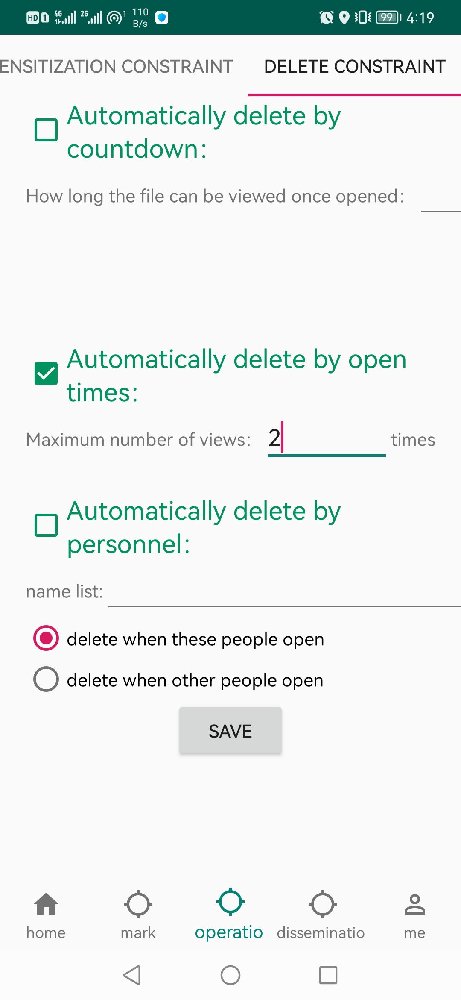 HD 1 4G 2G 1 110 B/s 99 4:19
ENSITIZATION CONSTRAINT DELETE CONSTRAINT
Automatically delete by
countdown:
How long the file can be viewed once opened:
Automatically delete by open
times:
Maximum number of views: 2 times
Automatically delete by
personnel:
name list:
delete when these people open
delete when other people open
SAVE
home mark operatio disseminatio me